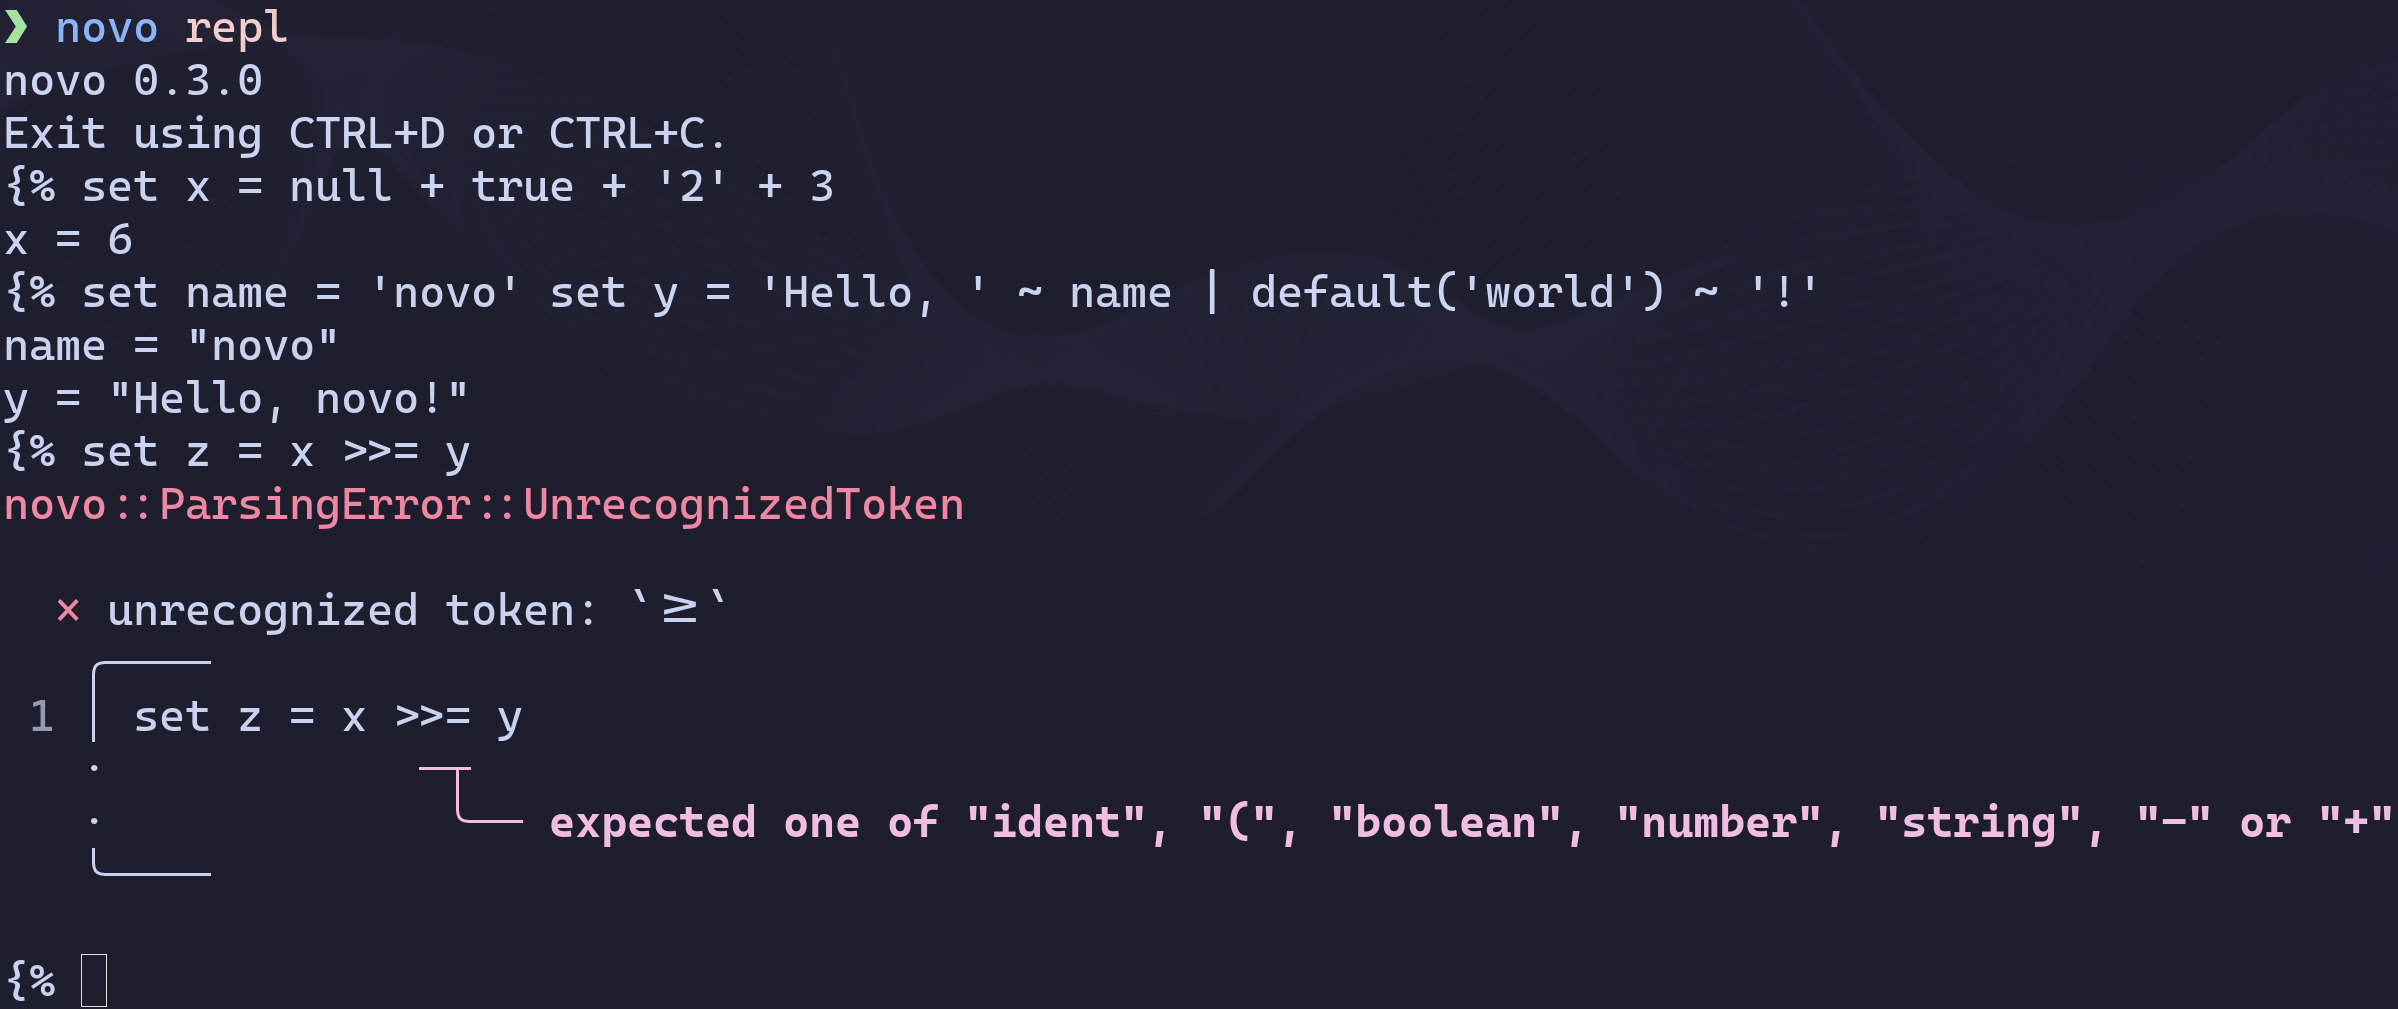 ❯ novo repl
novo 0.3.0
Exit using CTRL+D or CTRL+C.
{% set x = null + true + '2' + 3
x = 6
{% set name = 'novo' set y = 'Hello, ' ~ name | default('world') ~ '!'
name = "novo"
y = "Hello, novo!"
{% set z = x >>= y
novo::ParsingError::UnrecognizedToken
× unrecognized token: `≥`
1 │ set z = x >>= y
expected one of "ident", "(", "boolean", "number", "string", "-" or "+"
{%